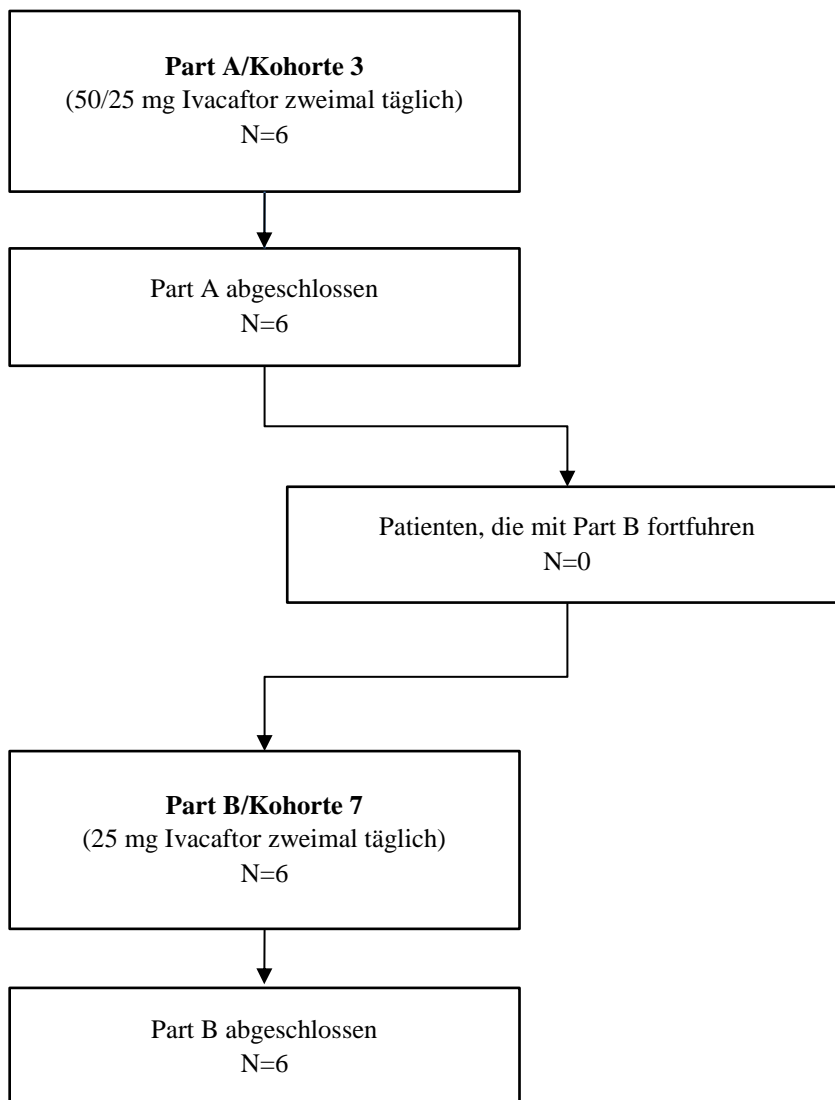 Part A/Kohorte 3
(50/25 mg Ivacaftor zweimal täglich)
N=6
Part A abgeschlossen
N=6
Patienten, die mit Part B fortfuhren
N=0
Part B/Kohorte 7
(25 mg Ivacaftor zweimal täglich)
N=6
Part B abgeschlossen
N=6